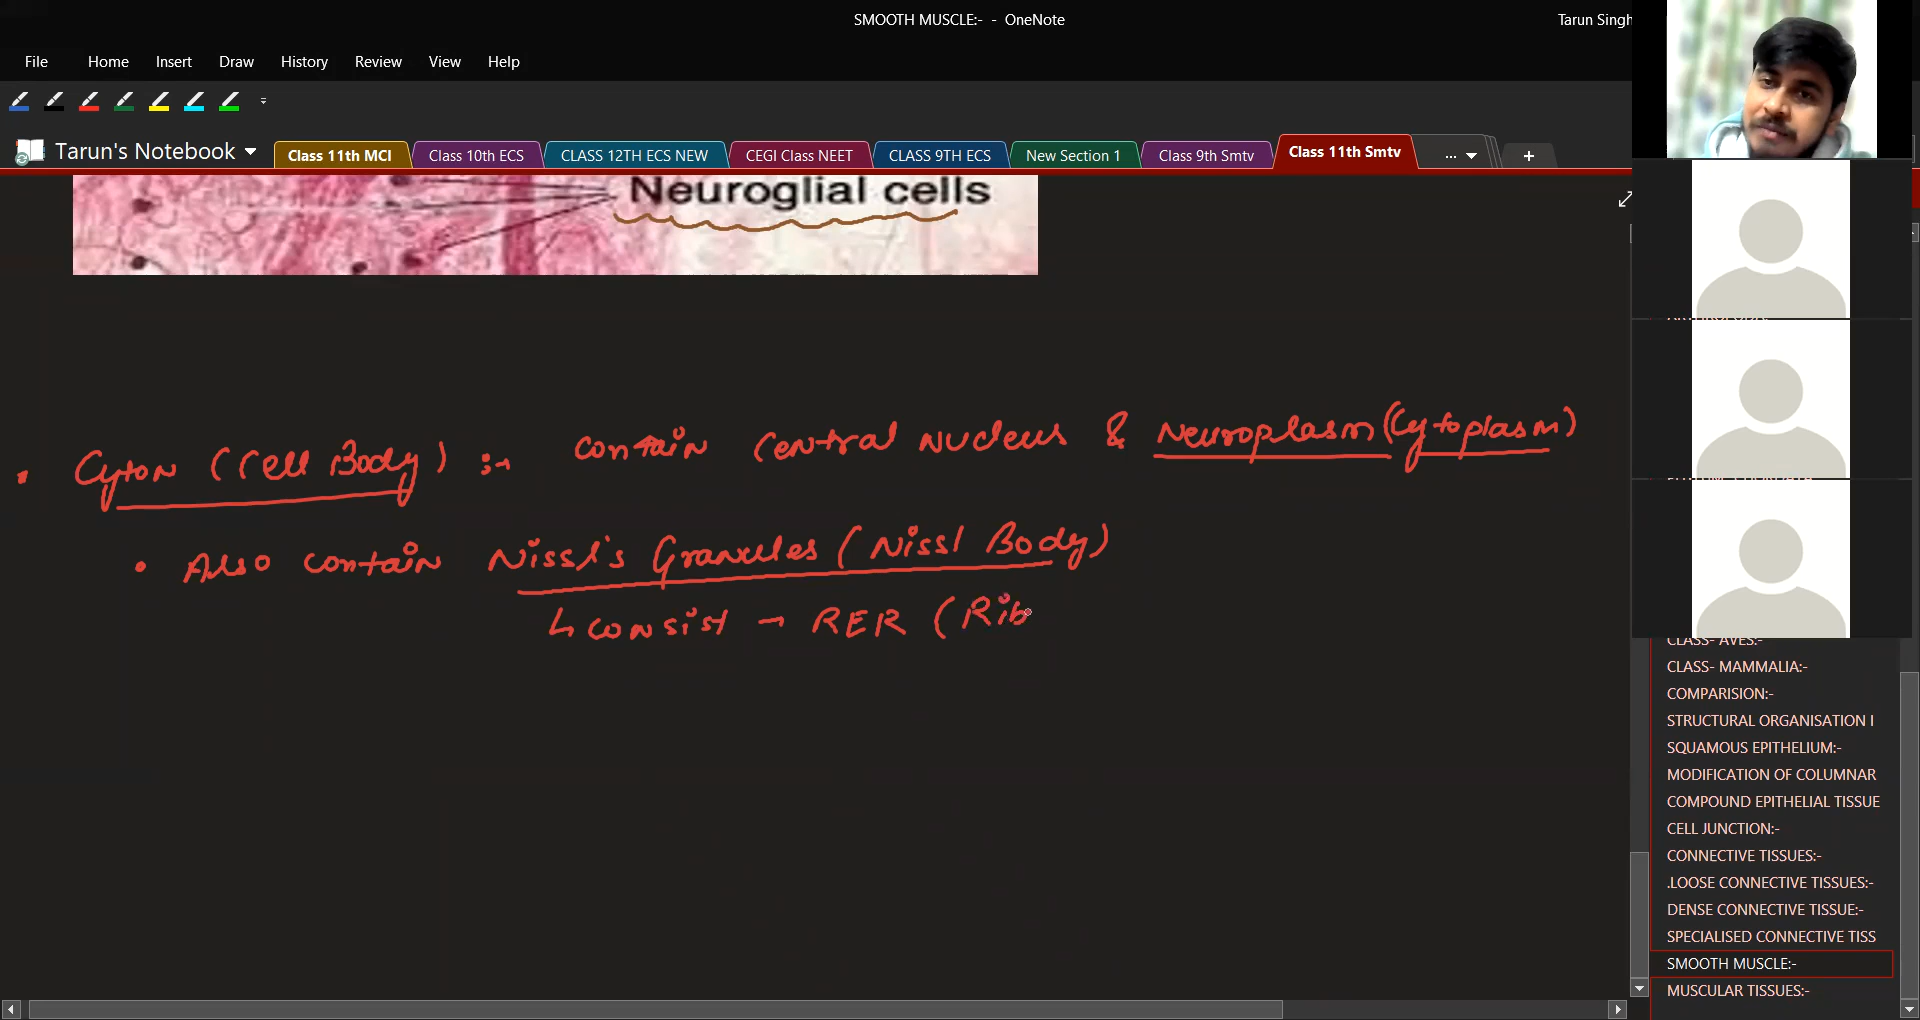 SMOOTH MUSCLE:- - OneNote
Tarun Singh
File Home Insert Draw History Review View Help
Tarun's Notebook
Class 11th MCI
Class 10th ECS
CLASS 12TH ECS NEW
CEGI Class NEET
CLASS 9TH ECS
New Section 1
Class 9th Smtv
Class 11th Smtv
...
+
Neuroglial cells
• Cyton (Cell Body) :→ contain central nucleus & Neuroplasm (Cytoplasm)
• Also contain Nissl's Granules (Nissl Body)
↳ consist → RER (Rib
CLASS- AVES:-
CLASS- MAMMALIA:-
COMPARISION:-
STRUCTURAL ORGANISATION I
SQUAMOUS EPITHELIUM:-
MODIFICATION OF COLUMNAR
COMPOUND EPITHELIAL TISSUE
CELL JUNCTION:-
CONNECTIVE TISSUES:-
.LOOSE CONNECTIVE TISSUES:-
DENSE CONNECTIVE TISSUE:-
SPECIALISED CONNECTIVE TISS
SMOOTH MUSCLE:-
MUSCULAR TISSUES:-